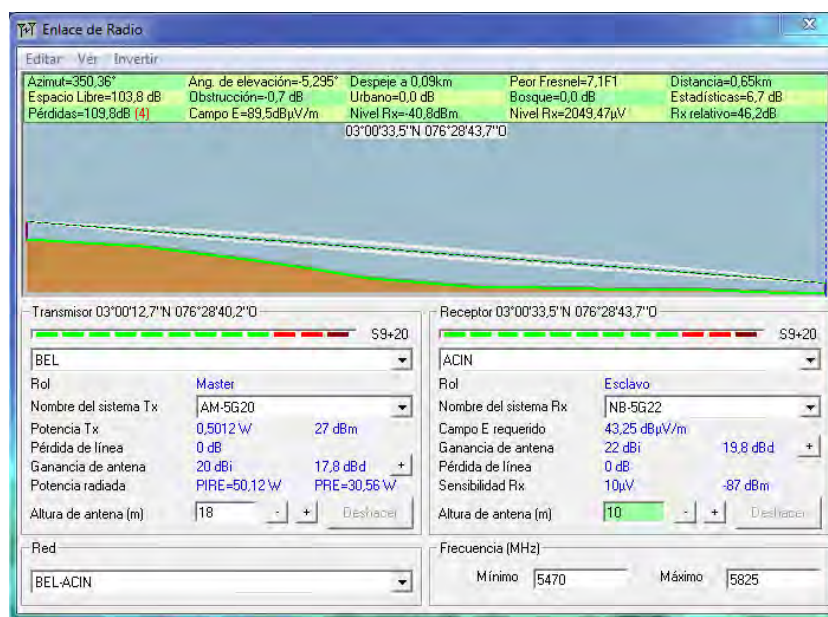 Enlace de Radio
Editar Ver Invertir
Azimut=350,36° Ang. de elevación=-5,295° Despeje a 0,09km Peor Fresnel=7,1F1 Distancia=0,65km
Espacio Libre=103,8 dB Obstrucción=-0,7 dB Urbano=0,0 dB Bosque=0,0 dB Estadísticas=6,7 dB
Pérdidas=109,8dB (4) Campo E=89,5dBμV/m Nivel Rx=-40,8dBm Nivel Rx=2049,47μV Rx relativo=46,2dB
03°00'33,5"N 076°28'43,7"O
Transmisor 03°00'12,7"N 076°28'40,2"O
S9+20
BEL
Rol Master
Nombre del sistema Tx AM-5G20
Potencia Tx 0,5012 W 27 dBm
Pérdida de línea 0 dB
Ganancia de antena 20 dBi 17,8 dBd +
Potencia radiada PIRE=50,12 W PRE=30,56 W
Altura de antena (m) 18 - + Deshacer
Red
BEL-ACIN
Receptor 03°00'33,5"N 076°28'43,7"O
S9+20
ACIN
Rol Esclavo
Nombre del sistema Rx NB-5G22
Campo E requerido 43,25 dBμV/m
Ganancia de antena 22 dBi 19,8 dBd +
Pérdida de línea 0 dB
Sensibilidad Rx 10μV -87 dBm
Altura de antena (m) 10 - + Deshacer
Frecuencia (MHz)
Mínimo 5470 Máximo 5825